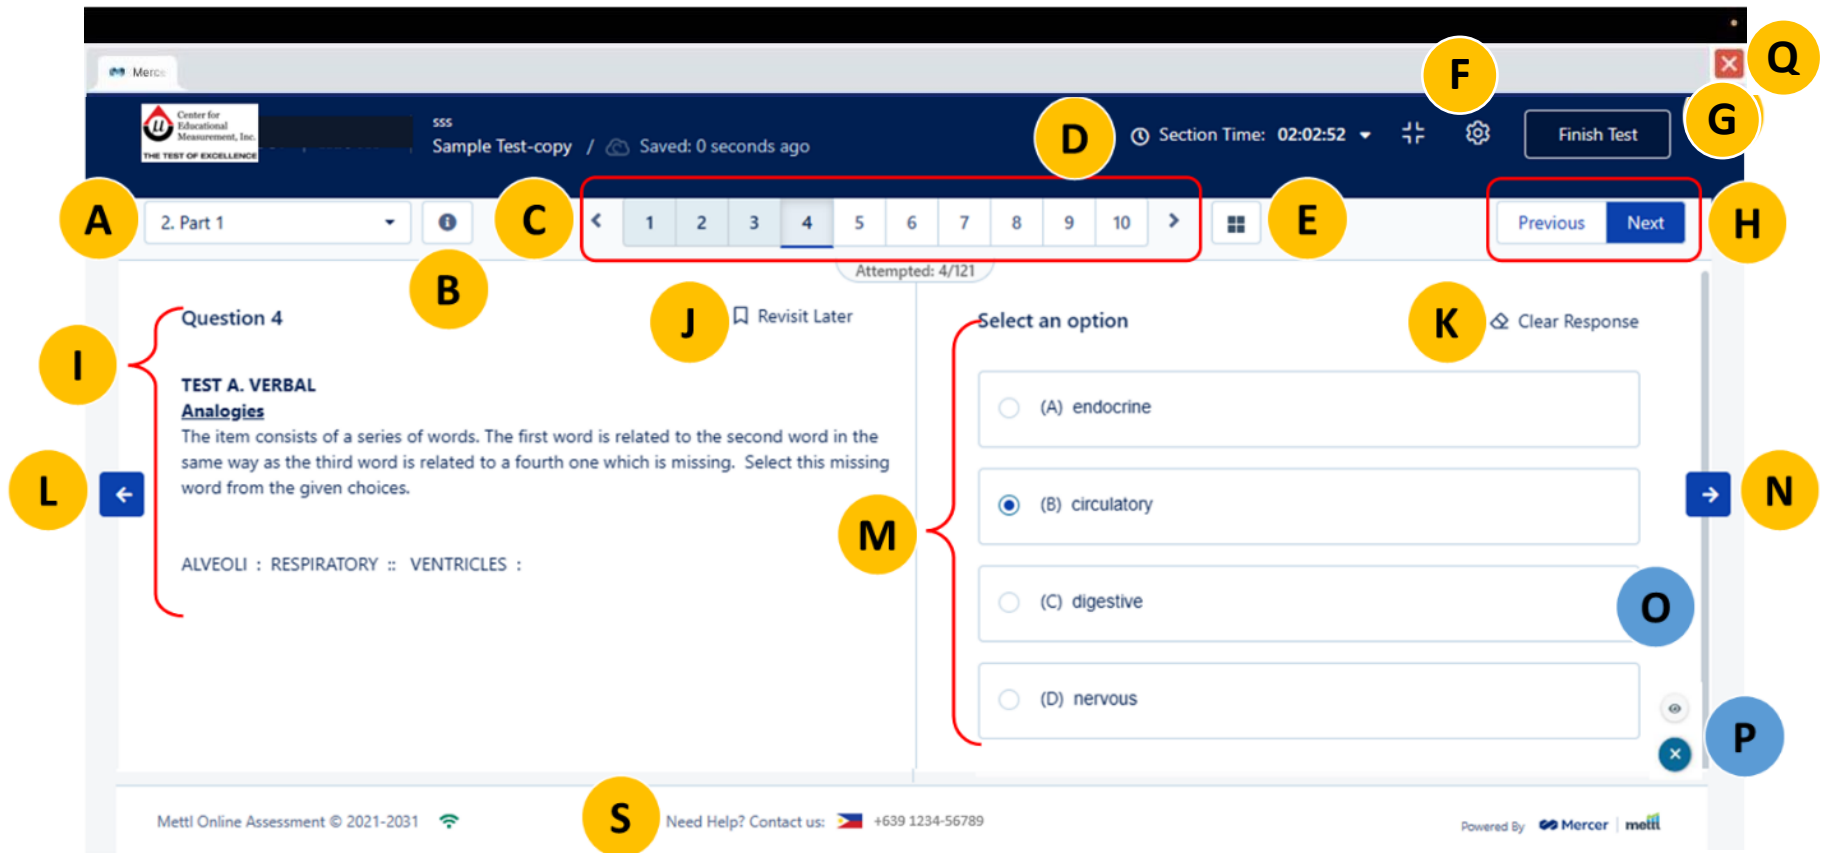 Q
F
Merce
G
Center for
Educational
Measurement, Inc.
THE TEST OF EXCELLENCE
sss
Sample Test-copy / Saved: 0 seconds ago
D
Section Time: 02:02:52
Finish Test
A
2. Part 1
C
1 2 3 4 5 6 7 8 9 10
E
Previous Next
H
Attempted: 4/121
B
I
Question 4
J
Revisit Later
Select an option
K
Clear Response
TEST A. VERBAL
Analogies
The item consists of a series of words. The first word is related to the second word in the
same way as the third word is related to a fourth one which is missing. Select this missing
word from the given choices.
ALVEOLI : RESPIRATORY :: VENTRICLES :
L
M
(A) endocrine
(B) circulatory
(C) digestive
(D) nervous
N
O
P
Mettl Online Assessment © 2021-2031
S
Need Help? Contact us: +639 1234-56789
Powered By Mercer | mettl